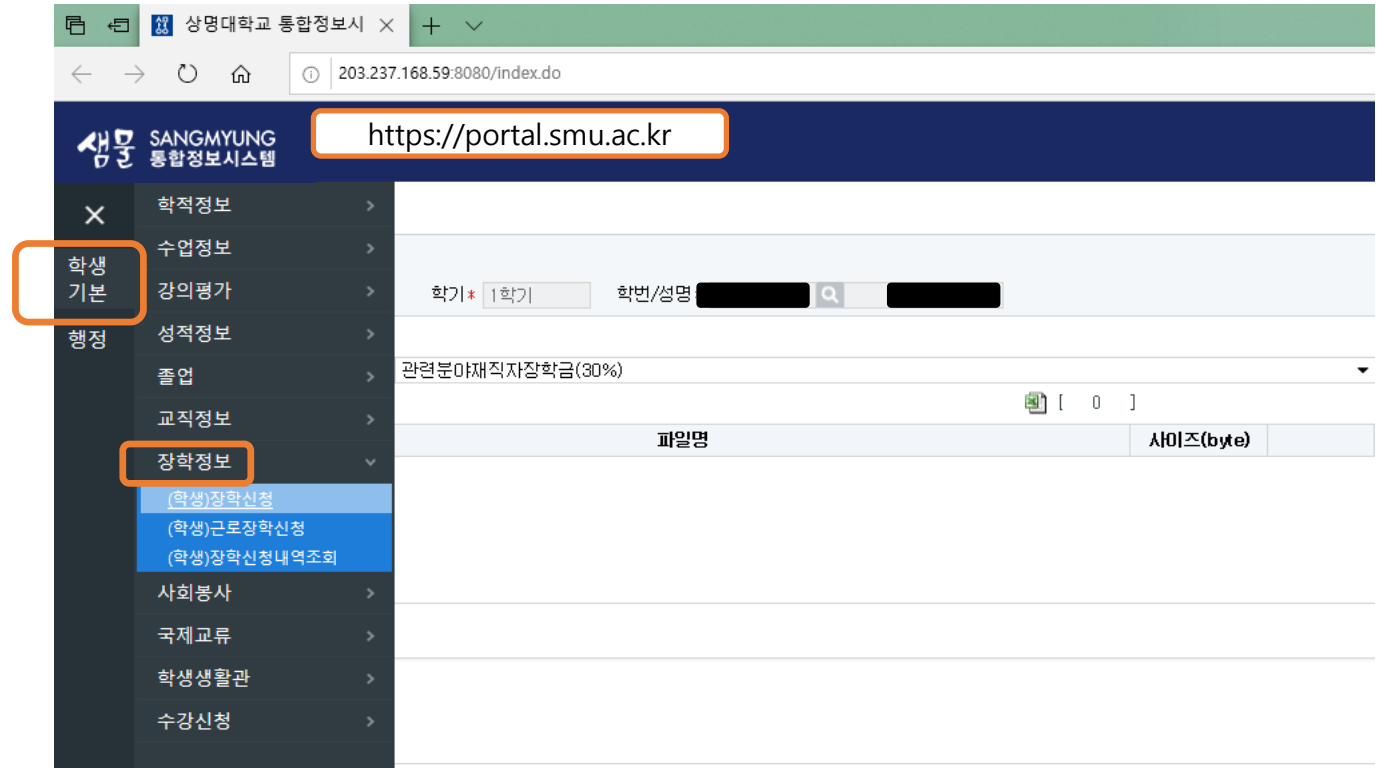 상명대학교 통합정보시
203.237.168.59:8080/index.do
샘물 SANGMYUNG 통합정보시스템
https://portal.smu.ac.kr
학생
기본
행정
학적정보
수업정보
강의평가
성적정보
졸업
교직정보
장학정보
(학생)장학신청
(학생)근로장학신청
(학생)장학신청내역조회
사회봉사
국제교류
학생생활관
수강신청
학기* 1학기 학번/성명
관련분야재직자장학금(30%)
[ 0 ]
파일명 사이즈(byte)